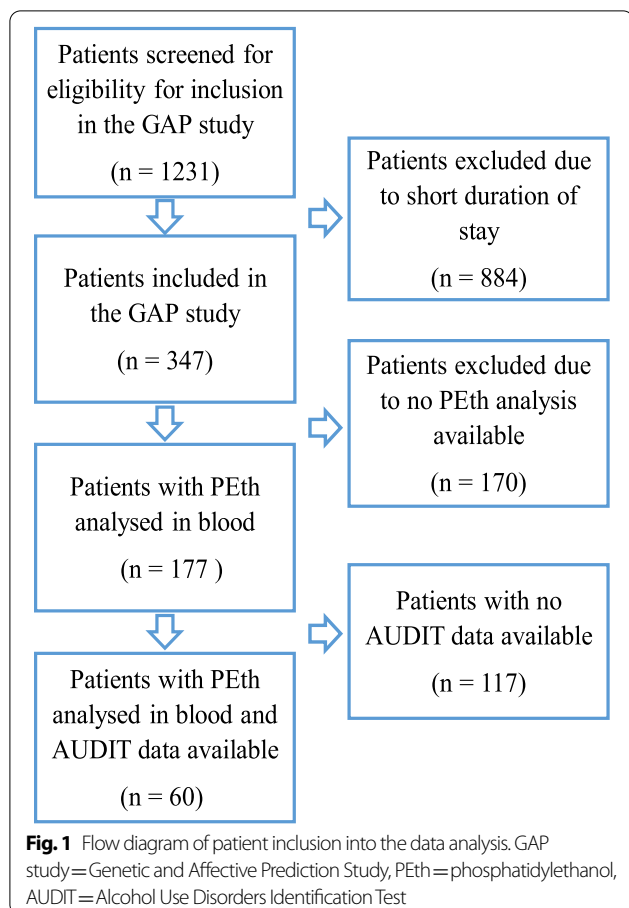 Patients screened for
eligibility for inclusion
in the GAP study
(n = 1231)
Patients excluded due
to short duration of
stay
(n = 884)
Patients included in
the GAP study
(n = 347)
Patients excluded due
to no PEth analysis
available
(n = 170)
Patients with PEth
analysed in blood
(n = 177 )
Patients with no
AUDIT data available
(n = 117)
Patients with PEth
analysed in blood and
AUDIT data available
(n = 60)
Fig. 1 Flow diagram of patient inclusion into the data analysis. GAP
study = Genetic and Affective Prediction Study, PEth = phosphatidylethanol,
AUDIT = Alcohol Use Disorders Identification Test